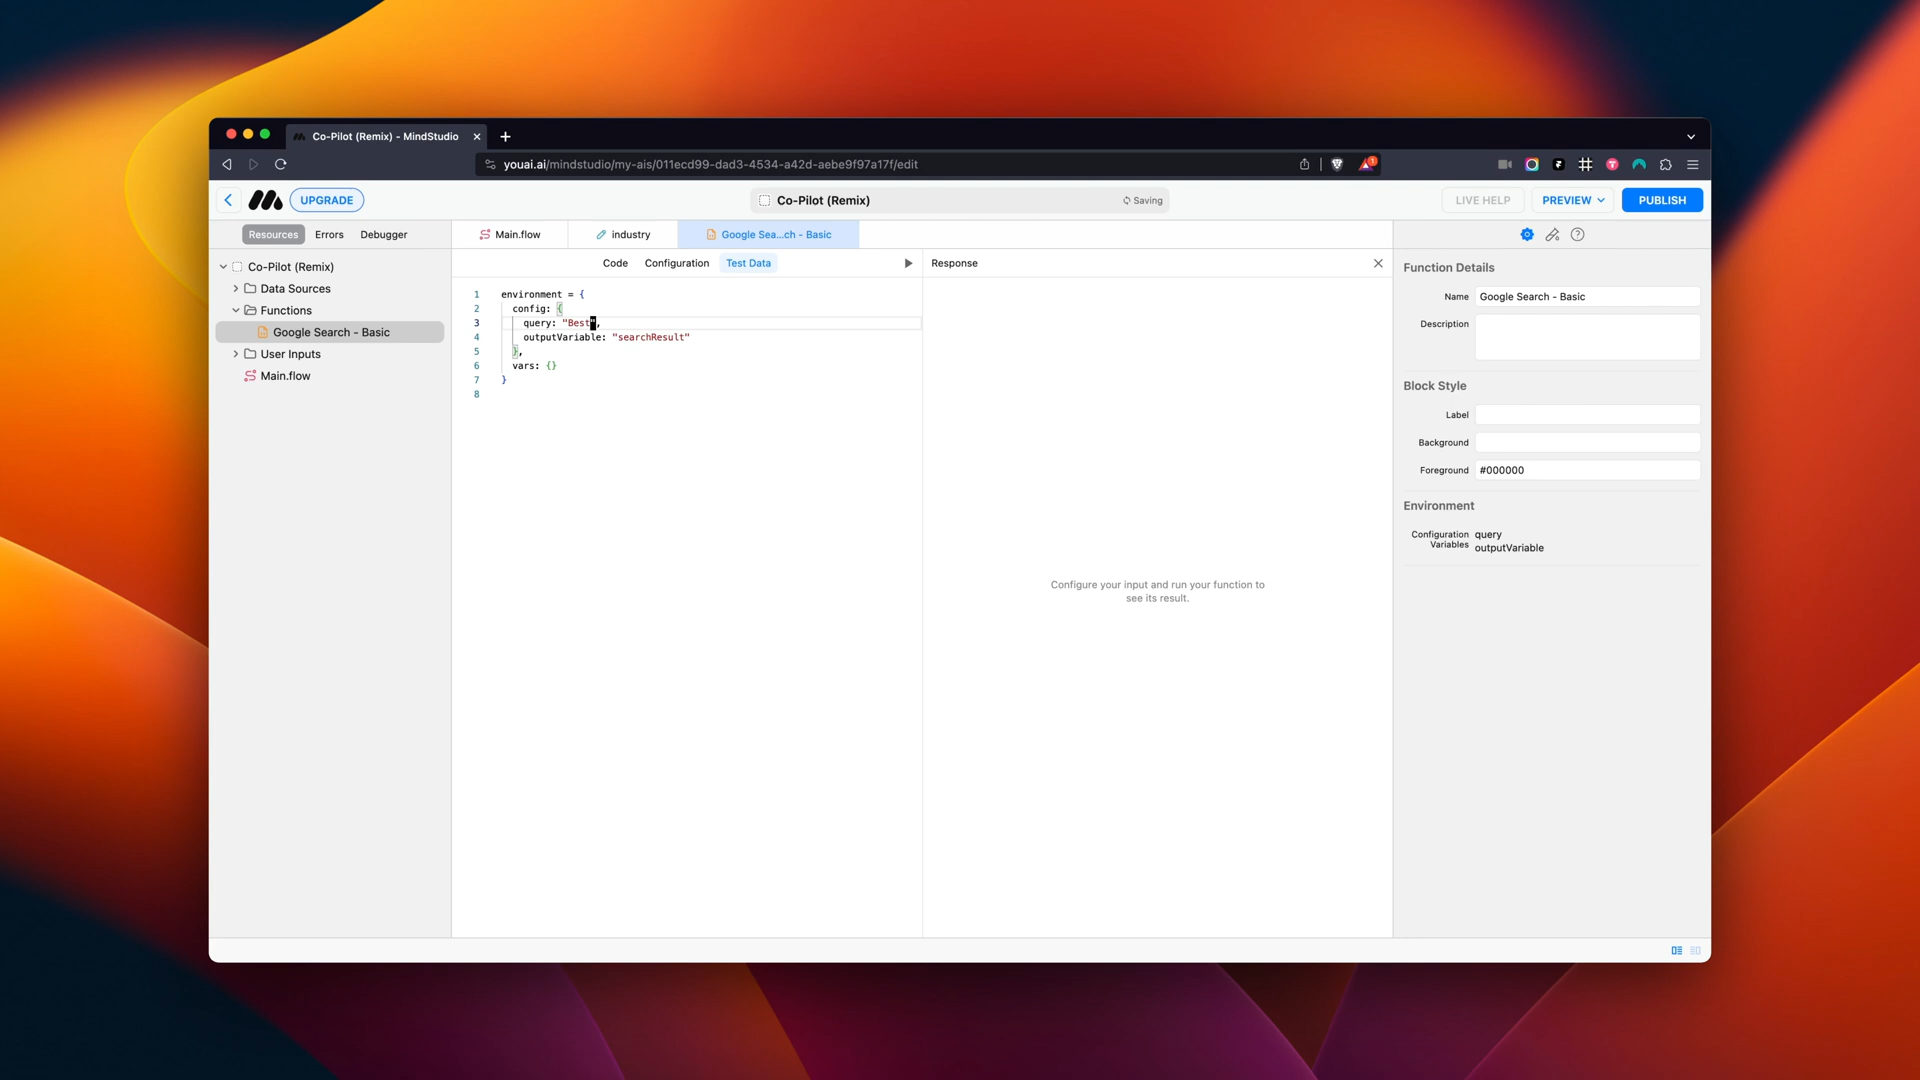 Co-Pilot (Remix) - MindStudio
youai.ai/mindstudio/my-ais/011ecd99-dad3-4534-a42d-aebe9f97a17f/edit
1
UPGRADE
Co-Pilot (Remix)
Saving
LIVE HELP
PREVIEW
PUBLISH
Resources
Errors
Debugger
Main.flow
industry
Google Sea...ch - Basic
Co-Pilot (Remix)
Data Sources
Functions
Google Search - Basic
User Inputs
Main.flow
Code
Configuration
Test Data
1 environment = {
2 config: {
3 query: "Best",
4 outputVariable: "searchResult"
5 },
6 vars: {}
7 }
8
Response
Configure your input and run your function to
see its result.
Function Details
Name Google Search - Basic
Description
Block Style
Label
Background
Foreground #000000
Environment
Configuration Variables
query
outputVariable